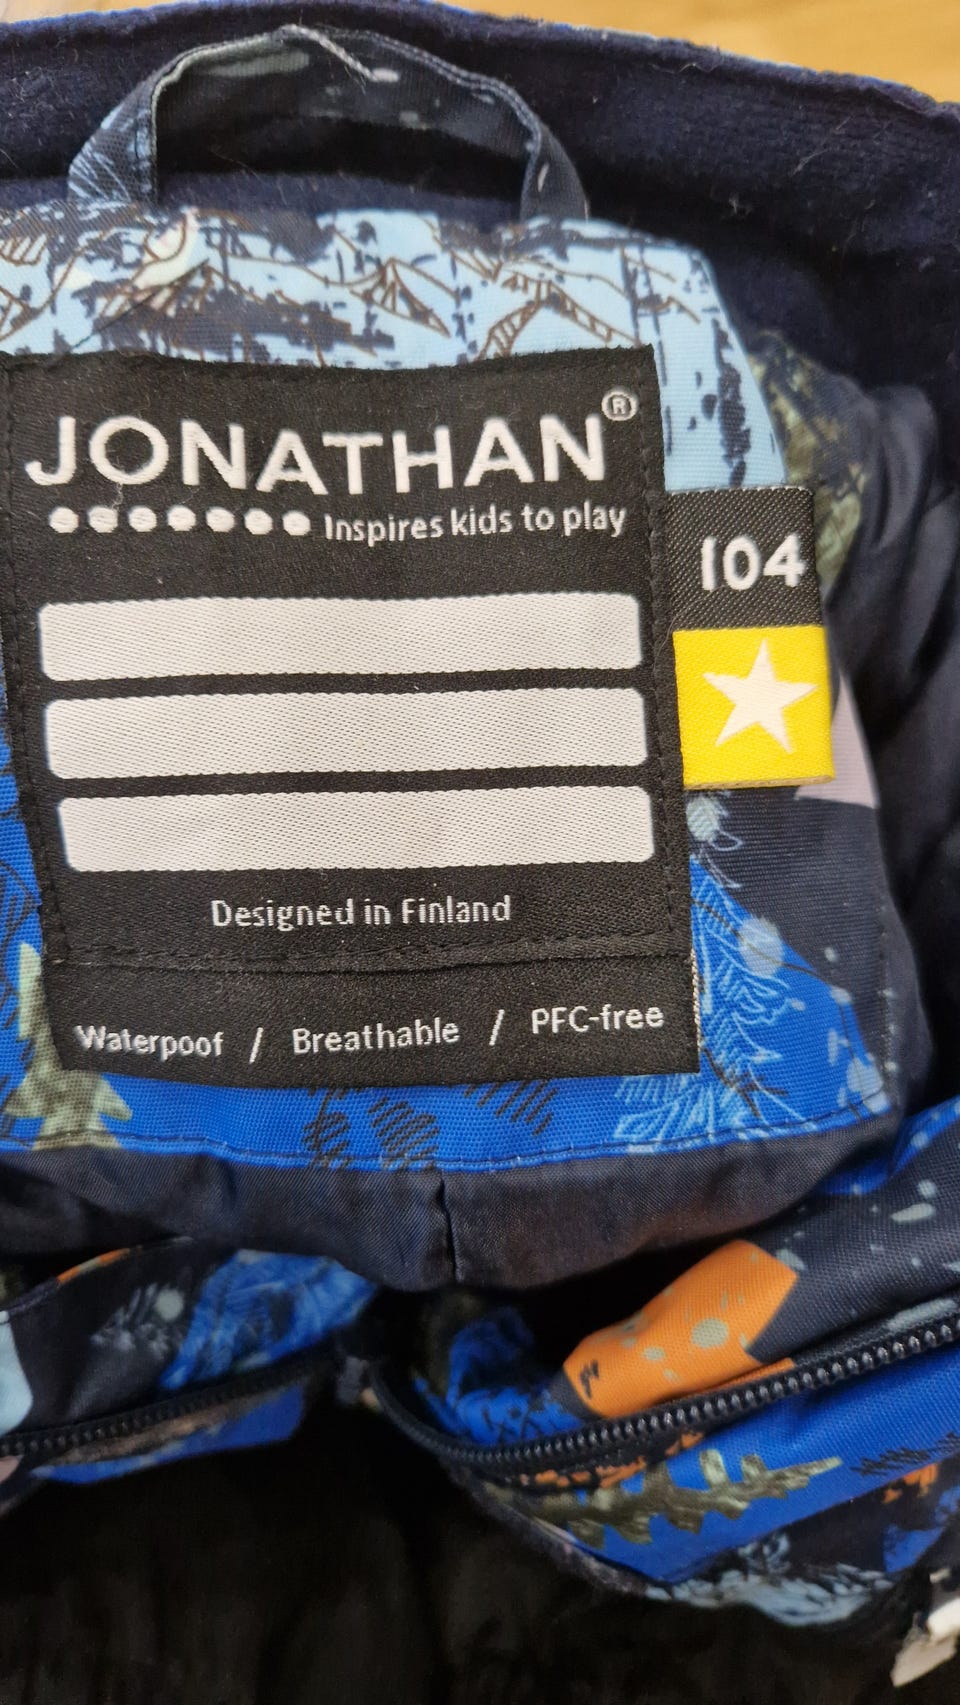 JONATHAN®
Inspires kids to play
104
Designed in Finland
Waterpoof / Breathable / PFC-free